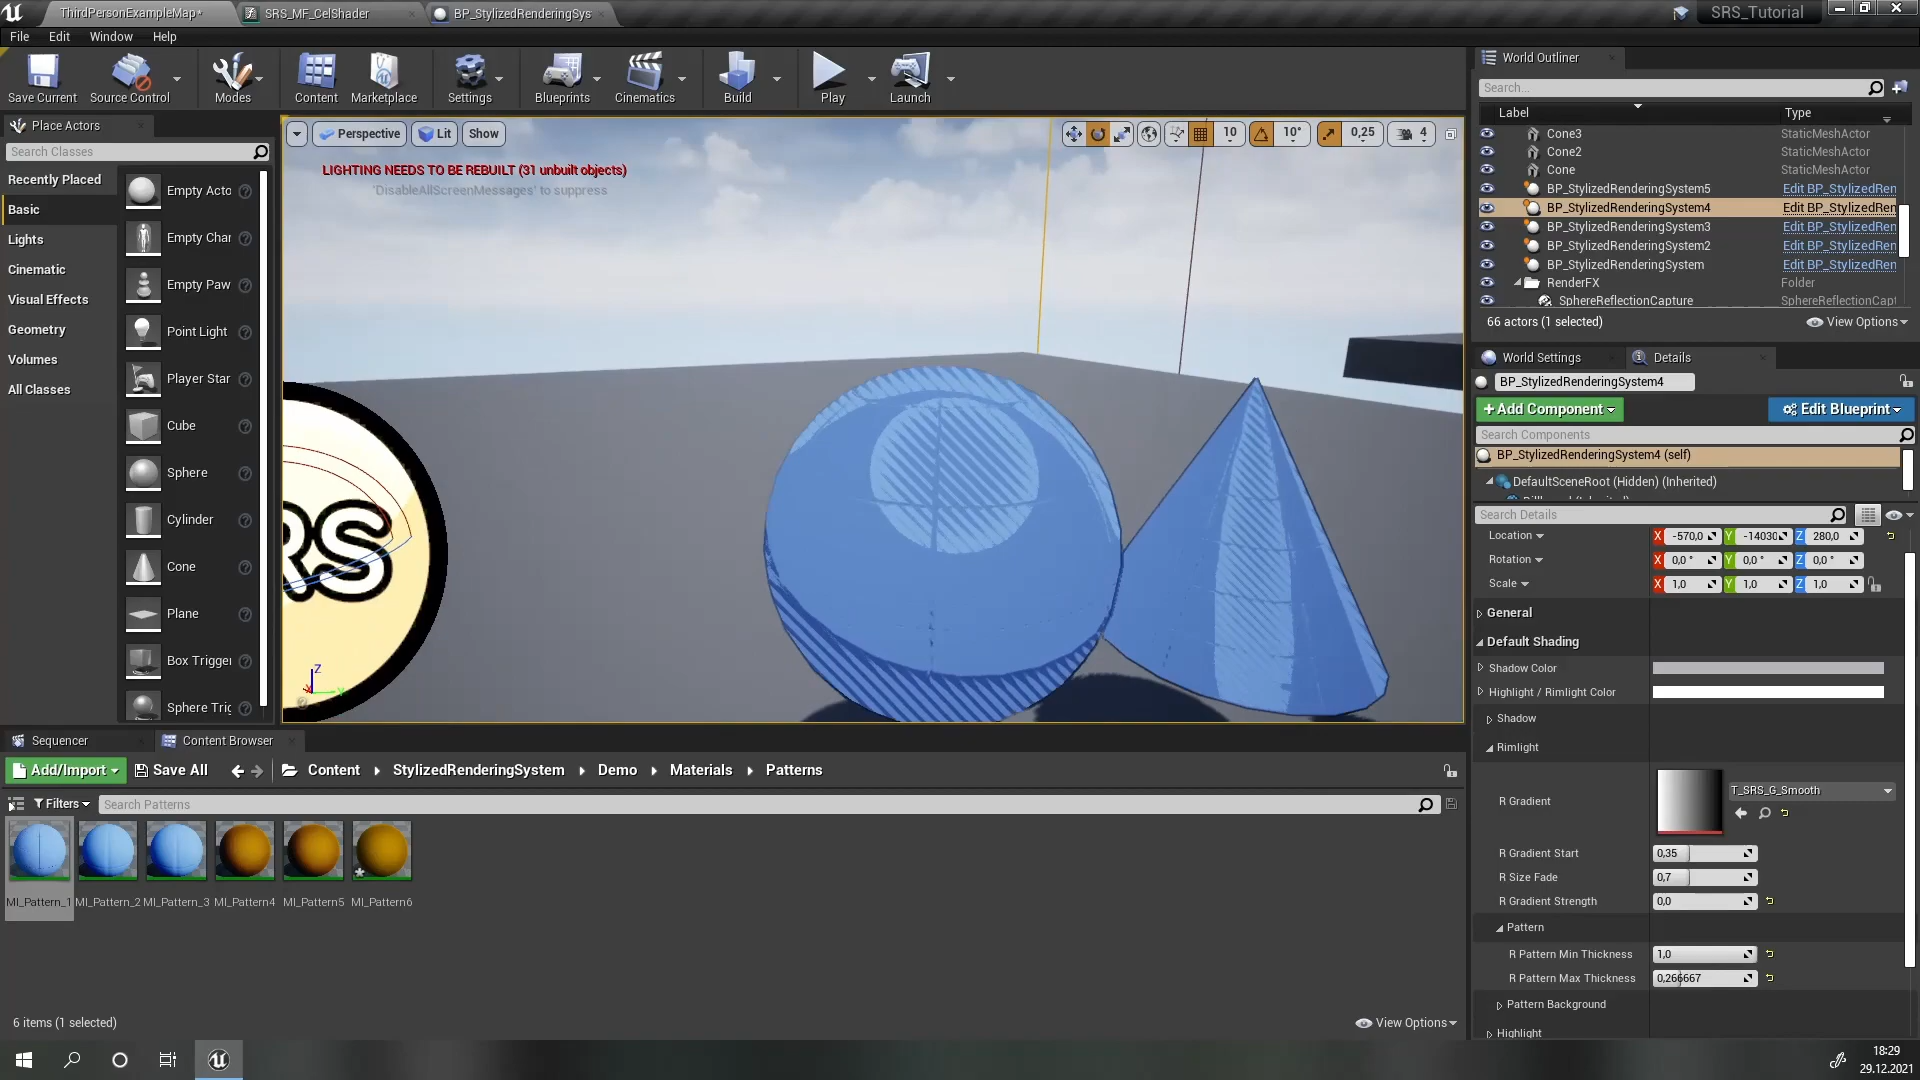 ThirdPersonExampleMap*
SRS_MF_CelShader
BP_StylizedRenderingSys
SRS_Tutorial
File
Edit
Window
Help
Save Current
Source Control
Modes
Content
Marketplace
Settings
Blueprints
Cinematics
Build
Play
Launch
Place Actors
Search Classes
Recently Placed
Basic
Lights
Cinematic
Visual Effects
Geometry
Volumes
All Classes
Empty Acto
Empty Char
Empty Paw
Point Light
Player Star
Cube
Sphere
Cylinder
Cone
Plane
Box Trigger
Sphere Trig
Perspective
Lit
Show
10
10°
0,25
4
LIGHTING NEEDS TO BE REBUILT (31 unbuilt objects)
'DisableAllScreenMessages' to suppress
RS
Z
X
Y
World Outliner
Search...
Label
Type
Cone3
StaticMeshActor
Cone2
StaticMeshActor
Cone
StaticMeshActor
BP_StylizedRenderingSystem5
Edit BP_StylizedRen
BP_StylizedRenderingSystem4
Edit BP_StylizedRen
BP_StylizedRenderingSystem3
Edit BP_StylizedRen
BP_StylizedRenderingSystem2
Edit BP_StylizedRen
BP_StylizedRenderingSystem
Edit BP_StylizedRen
RenderFX
Folder
SphereReflectionCapture
SphereReflectionCapt
66 actors (1 selected)
View Options
World Settings
Details
BP_StylizedRenderingSystem4
+Add Component
Edit Blueprint
Search Components
BP_StylizedRenderingSystem4 (self)
DefaultSceneRoot (Hidden) (Inherited)
Search Details
Location
X -570,0
Y -14030
Z 280,0
Rotation
X 0,0 °
Y 0,0 °
Z 0,0 °
Scale
X 1,0
Y 1,0
Z 1,0
General
Default Shading
Shadow Color
Highlight / Rimlight Color
Shadow
Rimlight
R Gradient
T_SRS_G_Smooth
R Gradient Start
0,35
R Size Fade
0,7
R Gradient Strength
0,0
Pattern
R Pattern Min Thickness
1,0
R Pattern Max Thickness
0,266667
Pattern Background
Highlight
Sequencer
Content Browser
Add/Import
Save All
Content
StylizedRenderingSystem
Demo
Materials
Patterns
Filters
Search Patterns
MI_Pattern_1
MI_Pattern_2
MI_Pattern_3
MI_Pattern4
MI_Pattern5
MI_Pattern6
6 items (1 selected)
View Options
18:29
29.12.2021